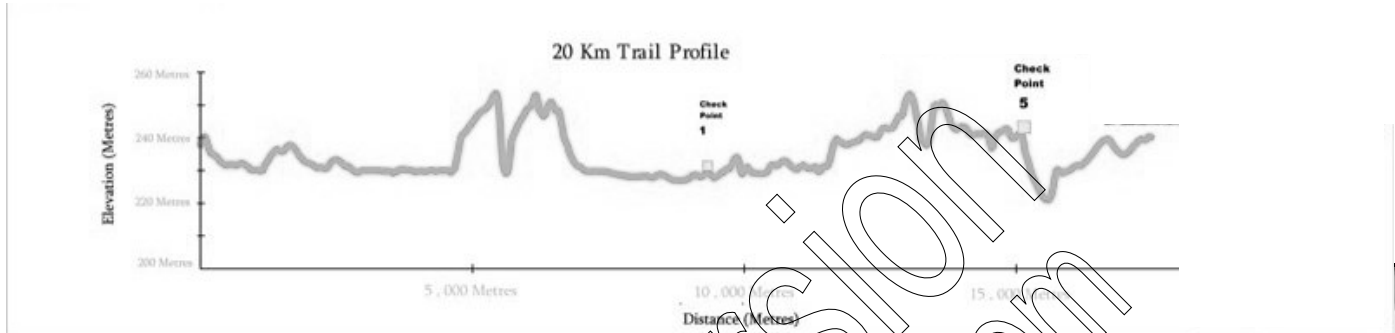 20 Km Trail Profile
260 Metres
240 Metres
220 Metres
200 Metres
Elevation (Metres)
Check
Point
1
Check
Point
5
5 , 000 Metres
10 , 000 Metres
15 , 000 Metres
Distance (Metres)
sion